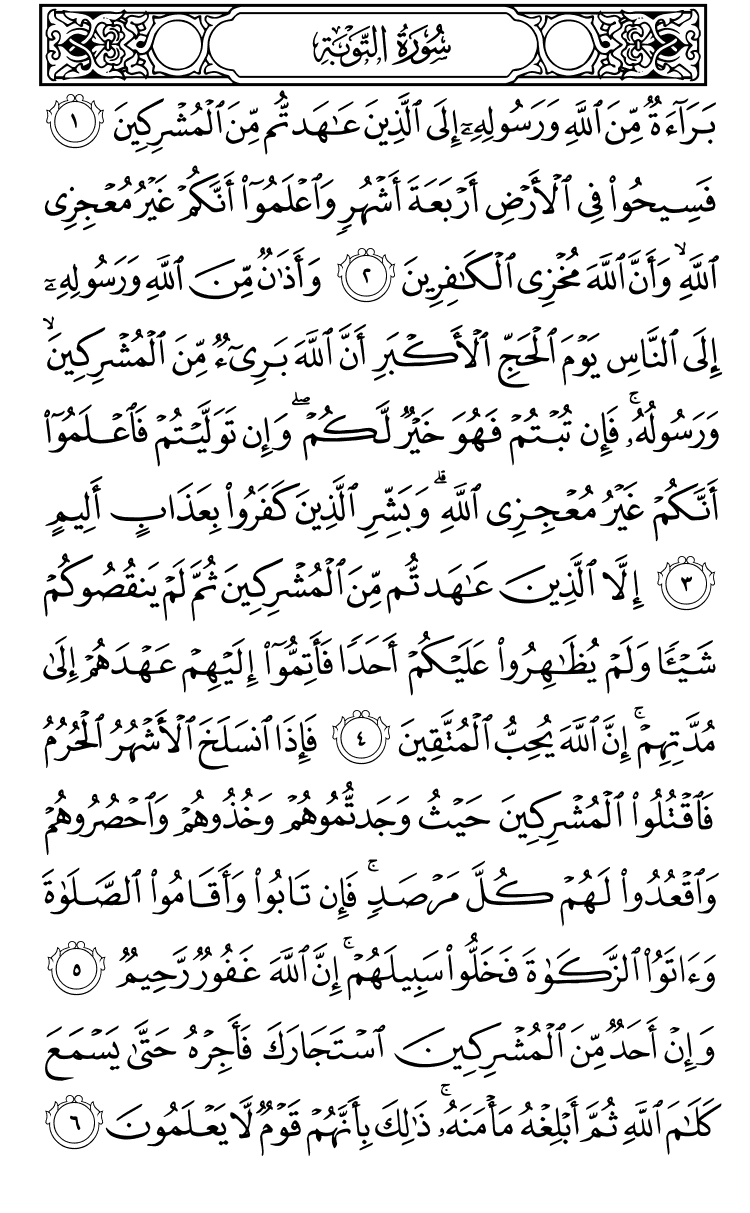 سُورَةُ التَّوْبَةِ
بَرَآءَةٌ مِّنَ ٱللَّهِ وَرَسُولِهِۦٓ إِلَى ٱلَّذِينَ عَـٰهَدتُّم مِّنَ ٱلْمُشْرِكِينَ ١
فَسِيحُوا۟ فِى ٱلْأَرْضِ أَرْبَعَةَ أَشْهُرٍ وَٱعْلَمُوٓا۟ أَنَّكُمْ غَيْرُ مُعْجِزِى
ٱللَّهِ ۙ وَأَنَّ ٱللَّهَ مُخْزِى ٱلْكَـٰفِرِينَ ٢ وَأَذَٰنٌ مِّنَ ٱللَّهِ وَرَسُولِهِۦٓ
إِلَى ٱلنَّاسِ يَوْمَ ٱلْحَجِّ ٱلْأَكْبَرِ أَنَّ ٱللَّهَ بَرِىٓءٌ مِّنَ ٱلْمُشْرِكِينَ ۙ
وَرَسُولُهُۥ ۚ فَإِن تُبْتُمْ فَهُوَ خَيْرٌ لَّكُمْ ۖ وَإِن تَوَلَّيْتُمْ فَٱعْلَمُوٓا۟
أَنَّكُمْ غَيْرُ مُعْجِزِى ٱللَّهِ ۗ وَبَشِّرِ ٱلَّذِينَ كَفَرُوا۟ بِعَذَابٍ أَلِيمٍ
٣ إِلَّا ٱلَّذِينَ عَـٰهَدتُّم مِّنَ ٱلْمُشْرِكِينَ ثُمَّ لَمْ يَنقُصُوكُمْ
شَيْـًٔا وَلَمْ يُظَـٰهِرُوا۟ عَلَيْكُمْ أَحَدًا فَأَتِمُّوٓا۟ إِلَيْهِمْ عَهْدَهُمْ إِلَىٰ
مُدَّتِهِمْ ۚ إِنَّ ٱللَّهَ يُحِبُّ ٱلْمُتَّقِينَ ٤ فَإِذَا ٱنسَلَخَ ٱلْأَشْهُرُ ٱلْحُرُمُ
فَٱقْتُلُوا۟ ٱلْمُشْرِكِينَ حَيْثُ وَجَدتُّمُوهُمْ وَخُذُوهُمْ وَٱحْصُرُوهُمْ
وَٱقْعُدُوا۟ لَهُمْ كُلَّ مَرْصَدٍ ۚ فَإِن تَابُوا۟ وَأَقَامُوا۟ ٱلصَّلَوٰةَ
وَءَاتَوُا۟ ٱلزَّكَوٰةَ فَخَلُّوا۟ سَبِيلَهُمْ ۚ إِنَّ ٱللَّهَ غَفُورٌ رَّحِيمٌ ٥
وَإِنْ أَحَدٌ مِّنَ ٱلْمُشْرِكِينَ ٱسْتَجَارَكَ فَأَجِرْهُ حَتَّىٰ يَسْمَعَ
كَلَـٰمَ ٱللَّهِ ثُمَّ أَبْلِغْهُ مَأْمَنَهُۥ ۚ ذَٰلِكَ بِأَنَّهُمْ قَوْمٌ لَّا يَعْلَمُونَ ٦